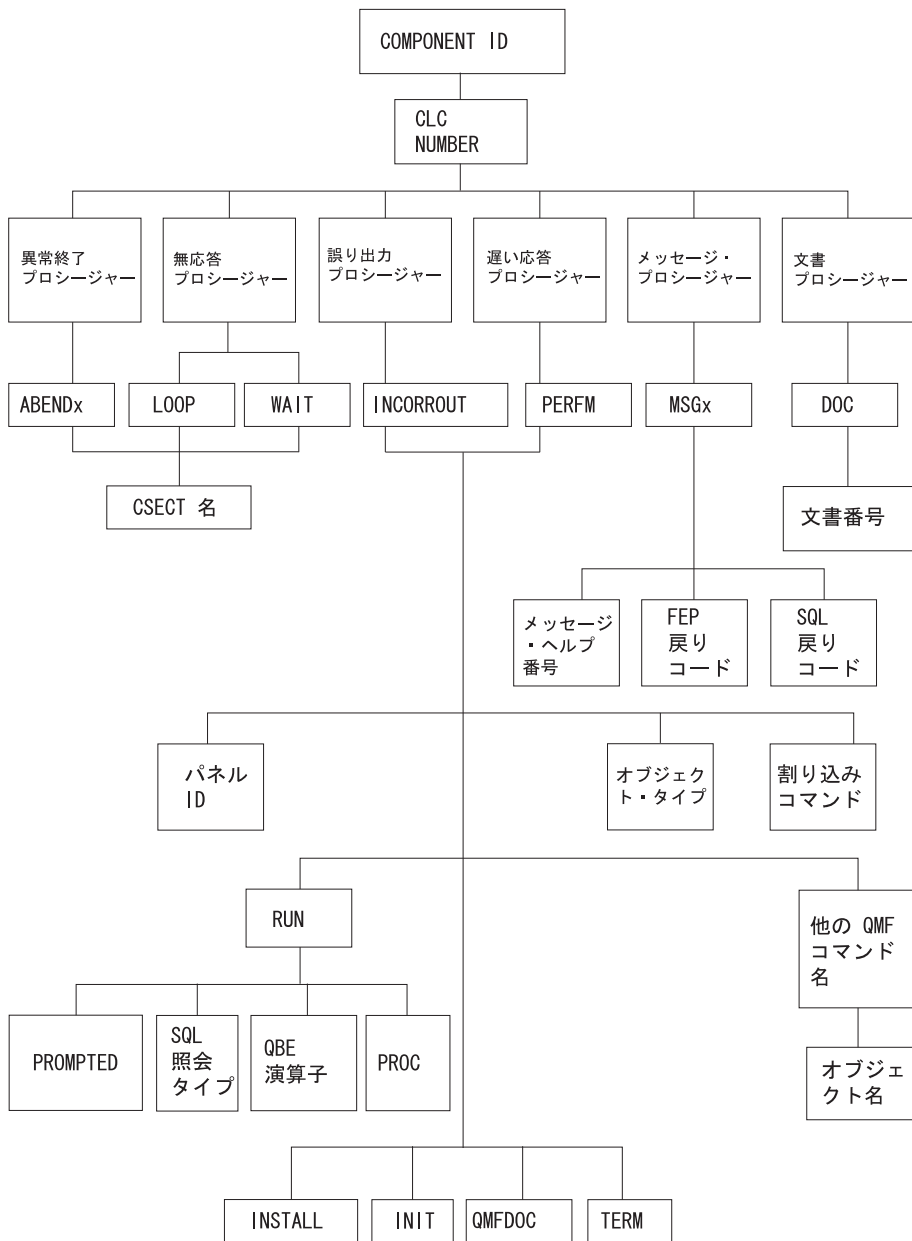 COMPONENT ID
CLC
NUMBER
異常終了
プロシージャー
無応答
プロシージャー
誤り出力
プロシージャー
遅い応答
プロシージャー
メッセージ・
プロシージャー
文書
プロシージャー
ABENDx
LOOP
WAIT
INCORROUT
PERFM
MSGx
DOC
CSECT 名
文書番号
メッセージ
・ヘルプ
番号
FEP
戻り
コード
SQL
戻り
コード
パネル
ID
オブジェク
ト・タイプ
割り込み
コマンド
RUN
他の QMF
コマンド
名
PROMPTED
SQL
照会
タイプ
QBE
演算子
PROC
オブジェ
クト名
INSTALL
INIT
QMFDOC
TERM